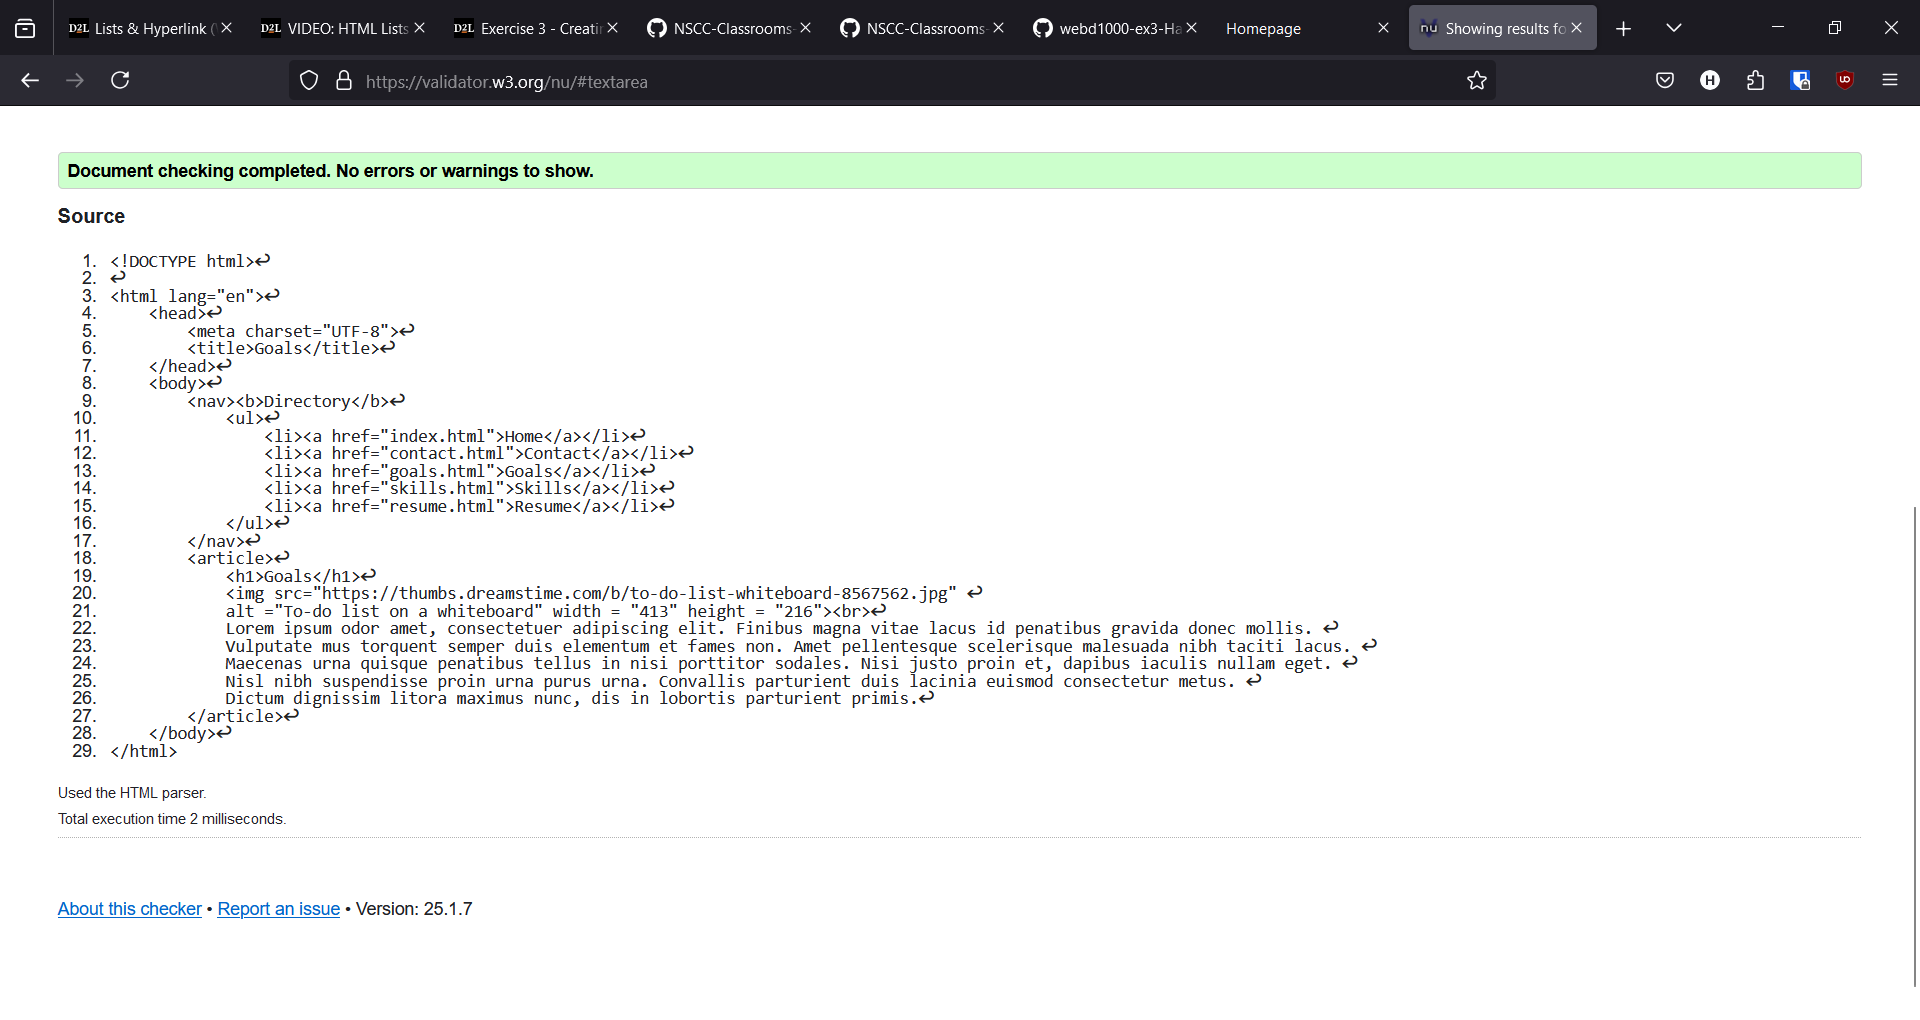 Lists & Hyperlink (
VIDEO: HTML Lists
Exercise 3 - Creatin
NSCC-Classrooms-
NSCC-Classrooms-
webd1000-ex3-Ha
Homepage
Showing results fo
https://validator.w3.org/nu/#textarea
Document checking completed. No errors or warnings to show.
Source
1. <!DOCTYPE html>↩
2. ↩
3. <html lang="en">↩
4. <head>↩
5. <meta charset="UTF-8">↩
6. <title>Goals</title>↩
7. </head>↩
8. <body>↩
9. <nav><b>Directory</b>↩
10. <ul>↩
11. <li><a href="index.html">Home</a></li>↩
12. <li><a href="contact.html">Contact</a></li>↩
13. <li><a href="goals.html">Goals</a></li>↩
14. <li><a href="skills.html">Skills</a></li>↩
15. <li><a href="resume.html">Resume</a></li>↩
16. </ul>↩
17. </nav>↩
18. <article>↩
19. <h1>Goals</h1>↩
20. <img src="https://thumbs.dreamstime.com/b/to-do-list-whiteboard-8567562.jpg" ↩
21. alt ="To-do list on a whiteboard" width = "413" height = "216"><br>↩
22. Lorem ipsum odor amet, consectetuer adipiscing elit. Finibus magna vitae lacus id penatibus gravida donec mollis. ↩
23. Vulputate mus torquent semper duis elementum et fames non. Amet pellentesque scelerisque malesuada nibh taciti lacus. ↩
24. Maecenas urna quisque penatibus tellus in nisi porttitor sodales. Nisi justo proin et, dapibus iaculis nullam eget. ↩
25. Nisl nibh suspendisse proin urna purus urna. Convallis parturient duis lacinia euismod consectetur metus. ↩
26. Dictum dignissim litora maximus nunc, dis in lobortis parturient primis.↩
27. </article>↩
28. </body>↩
29. </html>
Used the HTML parser.
Total execution time 2 milliseconds.
About this checker • Report an issue • Version: 25.1.7